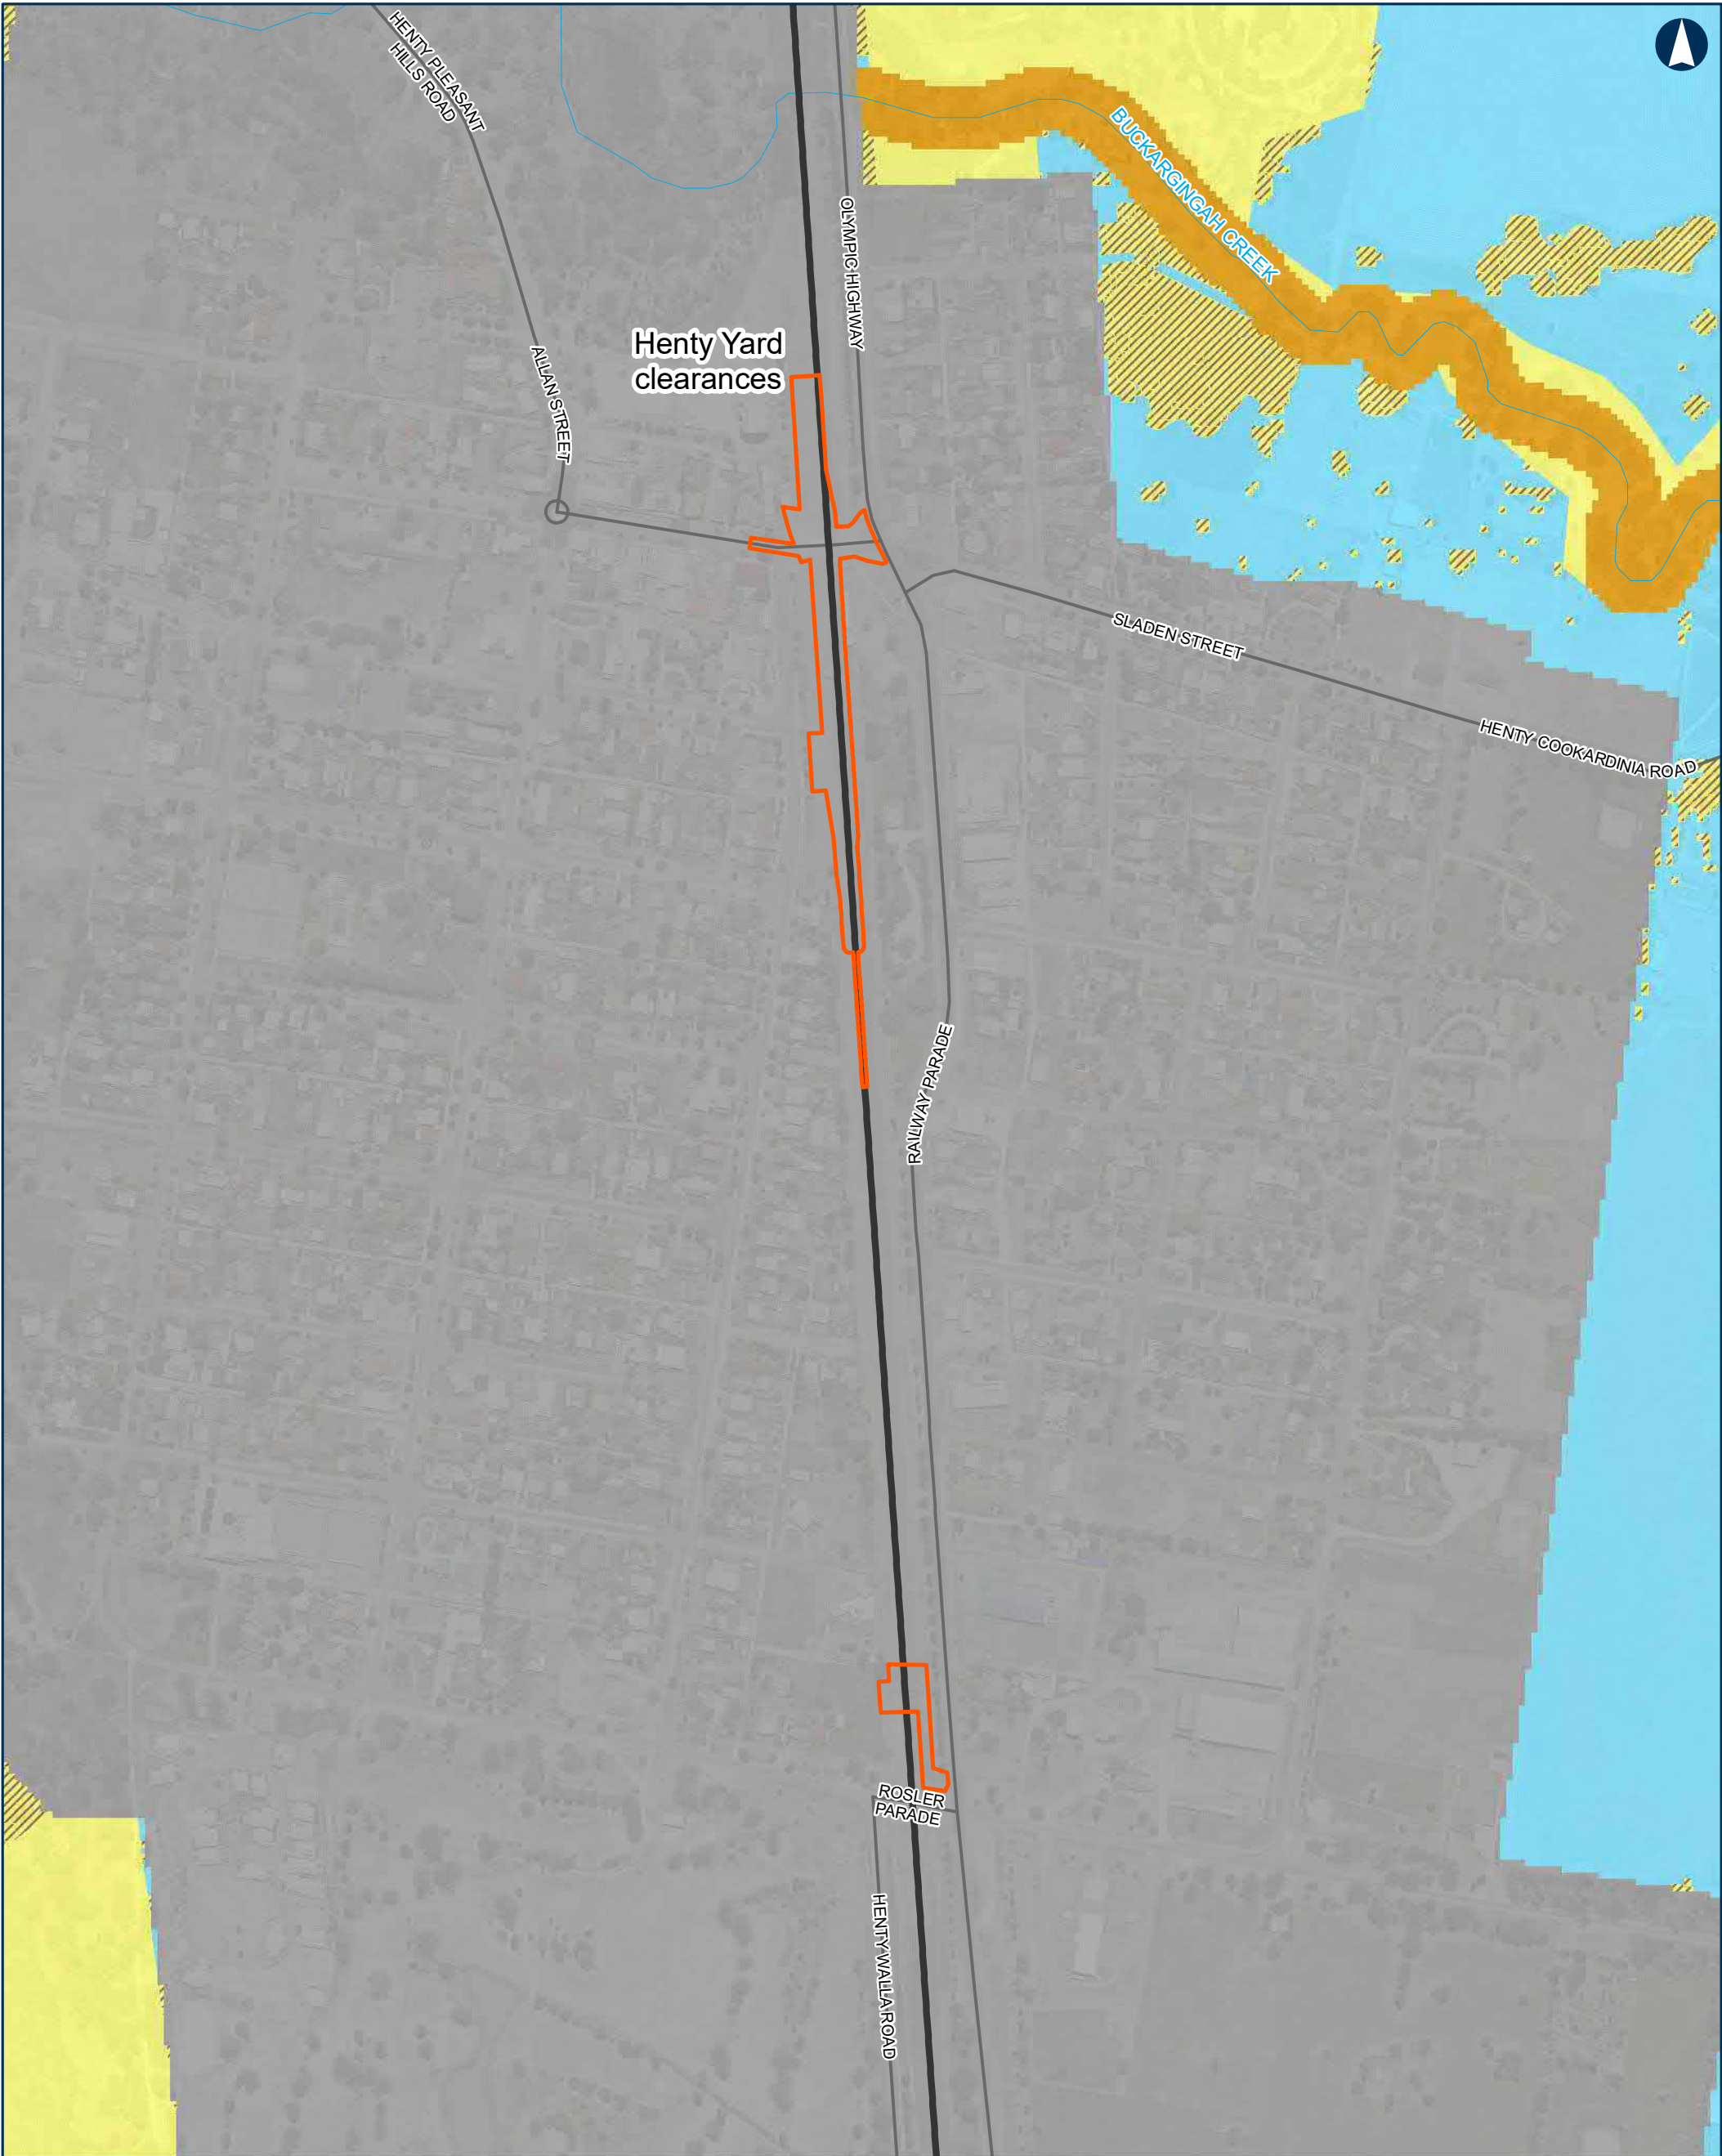 HENTY PLEASANT
HILLS ROAD
BUCKARGINGAH CREEK
OLYMPIC HIGHWAY
Henty Yard
clearances
ALLAN STREET
SLADEN STREET
HENTY COOKARDINIA ROAD
RAILWAY PARADE
ROSLER
PARADE
HENTY WALLA ROAD